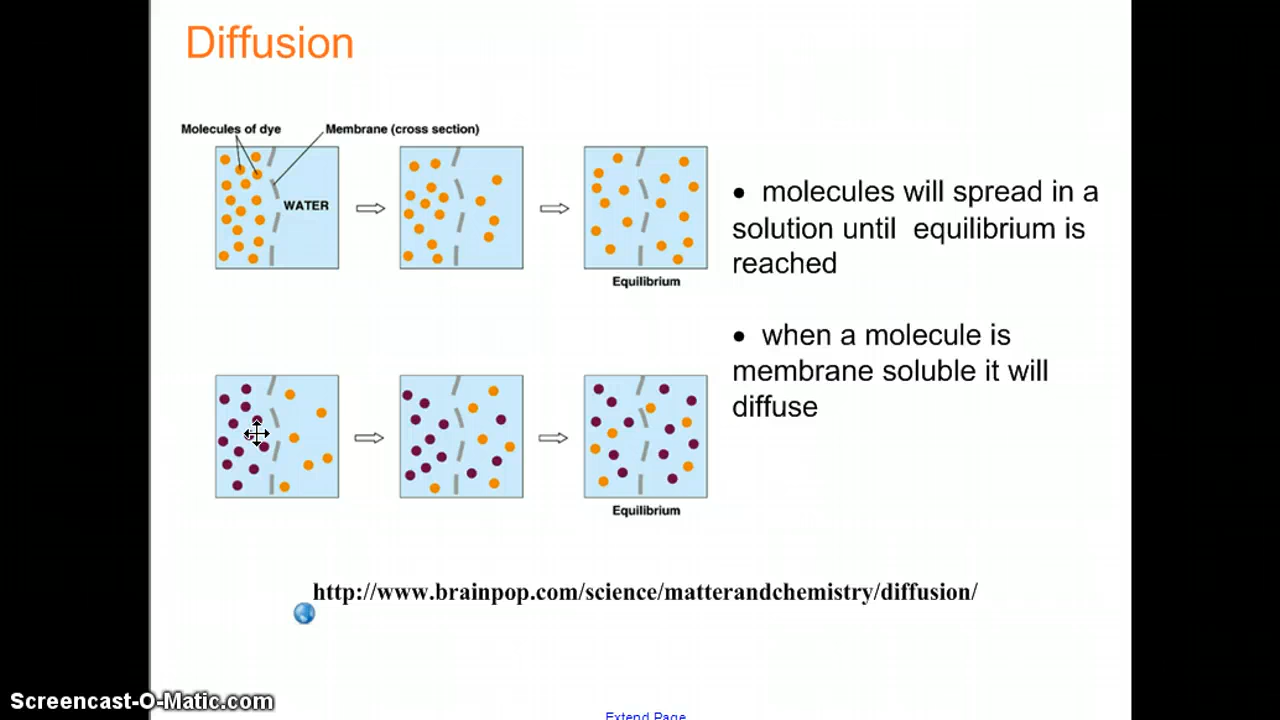 Diffusion
Molecules of dye
Membrane (cross section)
WATER
Equilibrium
• molecules will spread in a
solution until equilibrium is
reached
• when a molecule is
membrane soluble it will
diffuse
Equilibrium
http://www.brainpop.com/science/matterandchemistry/diffusion/
Screencast-O-Matic.com
Extend Page